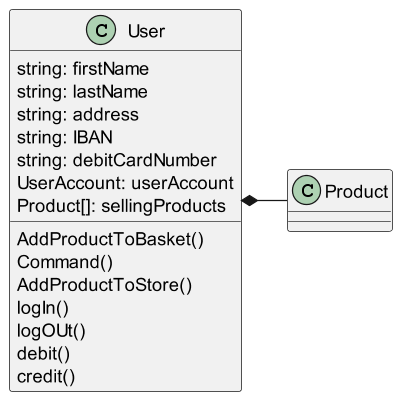 C User
string: firstName
string: lastName
string: address
string: IBAN
string: debitCardNumber
UserAccount: userAccount
Product[]: sellingProducts
AddProductToBasket()
Command()
AddProductToStore()
logIn()
logOUt()
debit()
credit()
C Product